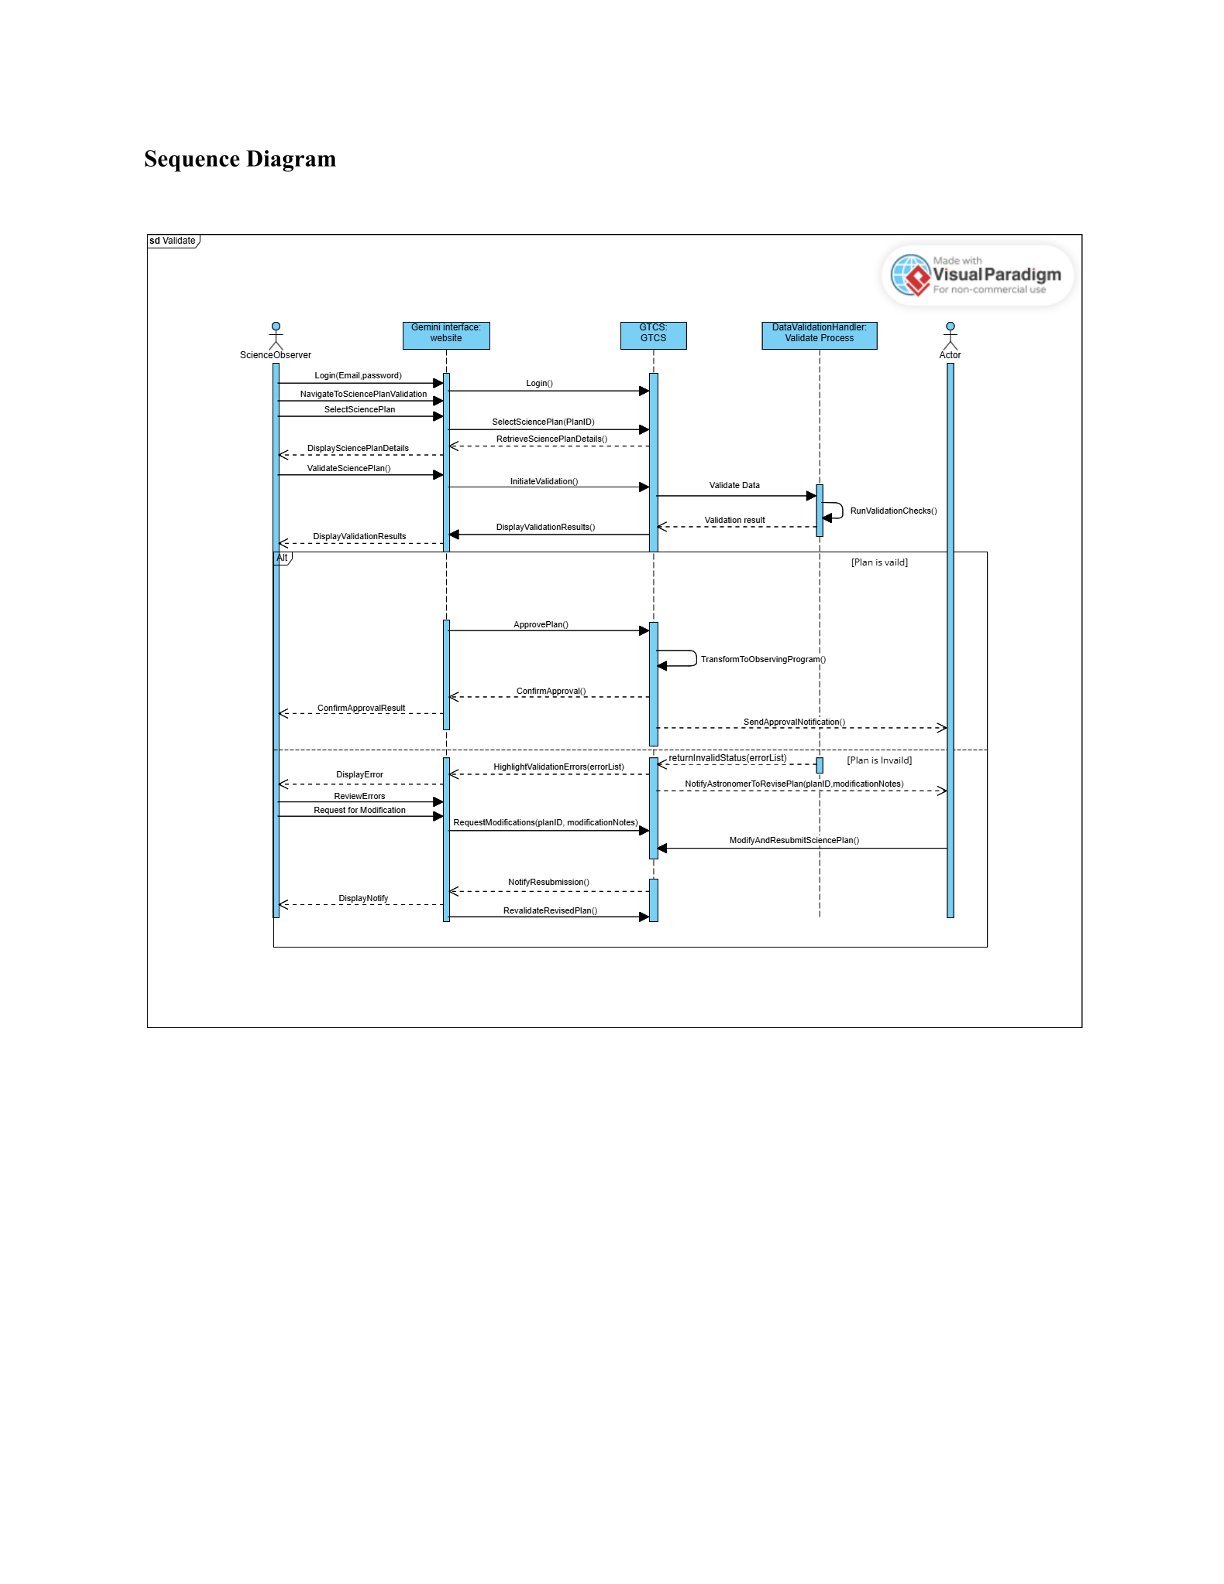 Sequence Diagram
sd Validate
Made with
Visual Paradigm
For non-commercial use
ScienceObserver
Gemini interface:
website
GTCS:
GTCS
DataValidationHandler:
Validate Process
Actor
Login(Email,password)
Login()
NavigateToSciencePlanValidation
SelectSciencePlan
SelectSciencePlan(PlanID)
RetrieveSciencePlanDetails()
DisplaySciencePlanDetails
ValidateSciencePlan()
InitiateValidation()
Validate Data
RunValidationChecks()
Validation result
DisplayValidationResults()
DisplayValidationResults
Alt
[Plan is vaild]
ApprovePlan()
TransformToObservingProgram()
ConfirmApproval()
ConfirmApprovalResult
SendApprovalNotification()
returnInvalidStatus(errorList)
[Plan is Invaild]
HighlightValidationErrors(errorList)
DisplayError
NotifyAstronomerToRevisePlan(planID,modificationNotes)
ReviewErrors
Request for Modification
RequestModifications(planID, modificationNotes)
ModifyAndResubmitSciencePlan()
NotifyResubmission()
DisplayNotify
RevalidateRevisedPlan()